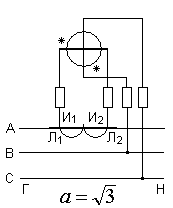 *
*
И₁ И₂
А
Л₁ Л₂
В
С
Г Н
a = √3